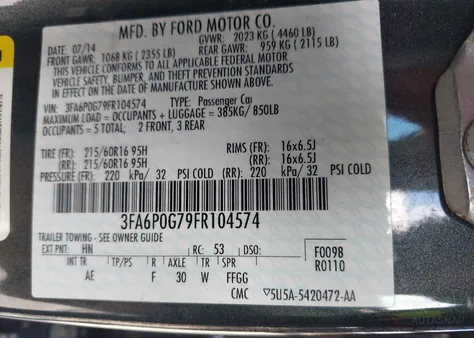 MFD. BY FORD MOTOR CO.
DATE: 07/14 GVWR: 2023 KG ( 4460 LB)
FRONT GAWR: 1068 KG ( 2355 LB) REAR GAWR: 959 KG ( 2115 LB)
THIS VEHICLE CONFORMS TO ALL APPLICABLE FEDERAL MOTOR
VEHICLE SAFETY, BUMPER, AND THEFT PREVENTION STANDARDS
IN EFFECT ON THE DATE OF MANUFACTURE SHOWN ABOVE.
VIN: 3FA6P0G79FR104574 TYPE: Passenger Car
MAXIMUM LOAD = OCCUPANTS + LUGGAGE = 385KG/ 850LB
OCCUPANTS = 5 TOTAL: 2 FRONT, 3 REAR
TIRE (FR): 215/60R16 95H RIMS (FR): 16x6.5J
(RR): 215/60R16 95H (RR): 16x6.5J
PRESSURE (FR): 220 kPa/ 32 PSI COLD (RR): 220 kPa/ 32 PSI COLD
3FA6P0G79FR104574
TRAILER TOWING - SEE OWNER GUIDE
EXT PNT: HN RC: 53 DSO: F0098
INT TR TP/PS R AXLE TR SPR R0110
AE F 30 W FFGG
CMC ▽5U5A-5420472-AA